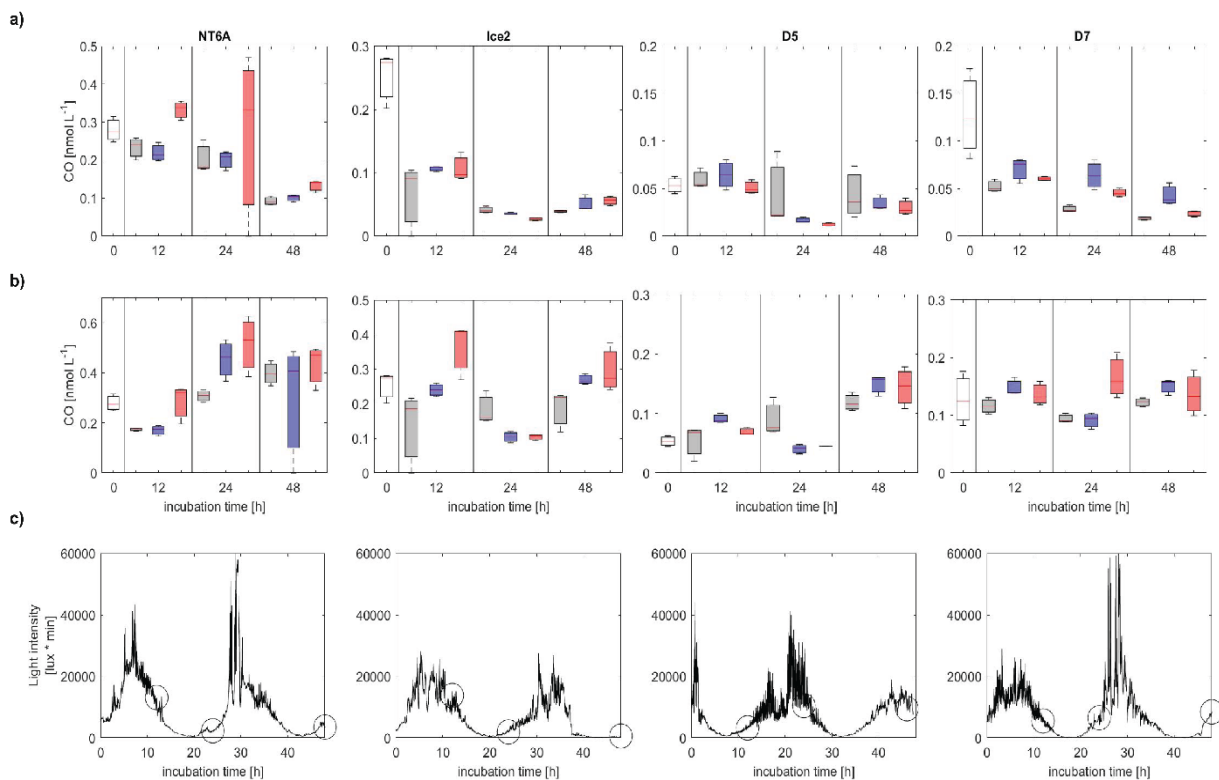 a)
NT6A
Ice2
D5
D7
CO [nmol L⁻¹]
0.5
0.4
0.3
0.2
0.1
0
0.3
0.2
0.1
0
0.2
0.15
0.1
0.05
0
0.2
0.15
0.1
0.05
0
0 12 24 48
0 12 24 48
0 12 24 48
0 12 24 48
b)
CO [nmol L⁻¹]
0.6
0.4
0.2
0
0.5
0.4
0.3
0.2
0.1
0
0.3
0.2
0.1
0
0.3
0.2
0.1
0
0 12 24 48
0 12 24 48
0 12 24 48
0 12 24 48
incubation time [h]
incubation time [h]
incubation time [h]
incubation time [h]
c)
Light intensity
[lux * min]
60000
40000
20000
0
60000
40000
20000
0
60000
40000
20000
0
60000
40000
20000
0
0 10 20 30 40
0 10 20 30 40
0 10 20 30 40
0 10 20 30 40
incubation time [h]
incubation time [h]
incubation time [h]
incubation time [h]